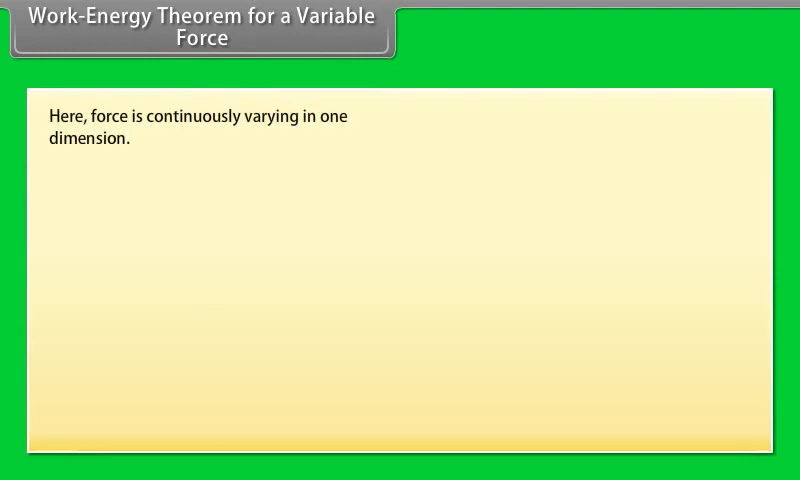 Work-Energy Theorem for a Variable
Force
Here, force is continuously varying in one
dimension.